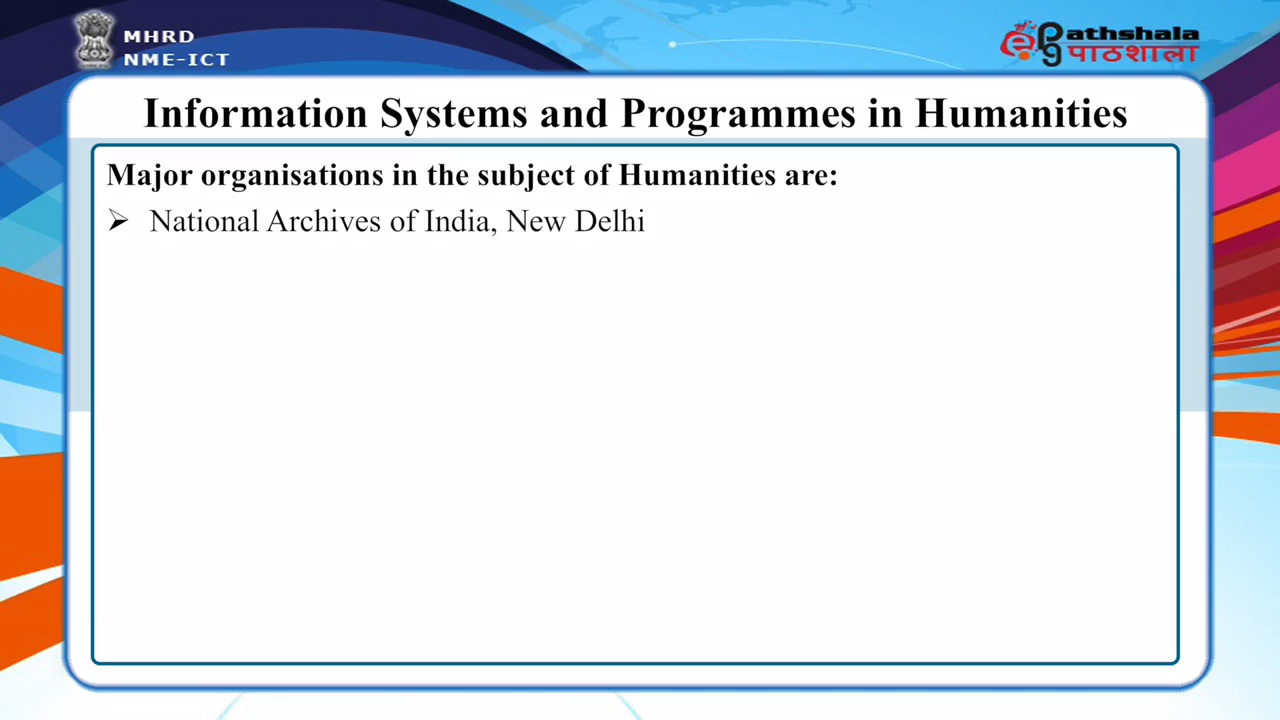 MHRD
NME-ICT
ePathshala
पाठशाला
Information Systems and Programmes in Humanities
Major organisations in the subject of Humanities are:
➢ National Archives of India, New Delhi